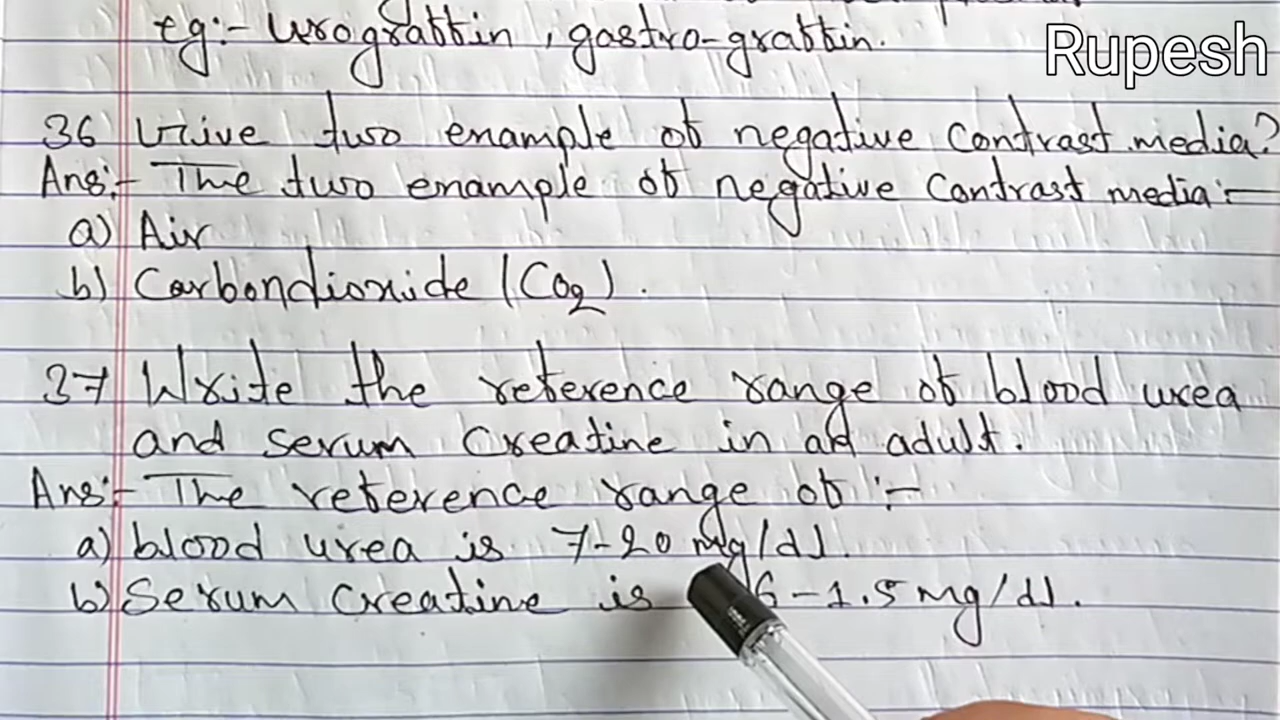 eg:- Urograffin, gastro-graffin.
Rupesh
36 Give two example of negative Contrast media?
Ans:- The two example of negative Contrast media:-
a) Air
b) Carbondioxide (CO2).
37 Write the reference range of blood urea
and serum Creatine in an adult.
Ans:- The reference range of :-
a) blood urea is 7-20 mg/dl.
b) Serum Creatine is 6-1.5 mg/dl.